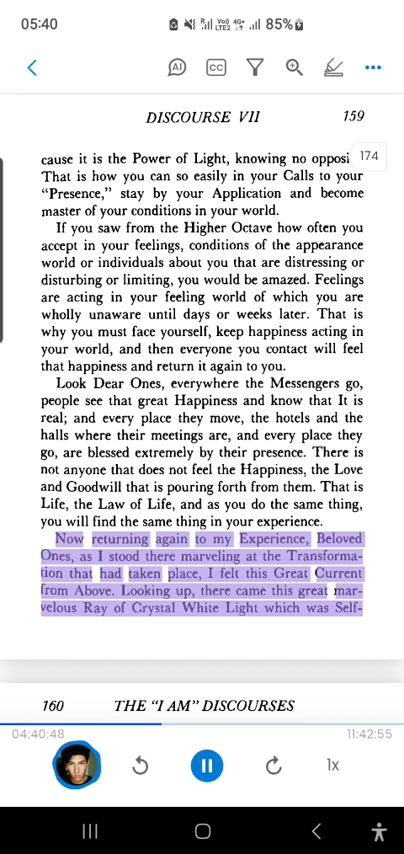 05:40
85%
AI
CC
DISCOURSE VII 159
174
cause it is the Power of Light, knowing no opposi
That is how you can so easily in your Calls to your
“Presence,” stay by your Application and become
master of your conditions in your world.
If you saw from the Higher Octave how often you
accept in your feelings, conditions of the appearance
world or individuals about you that are distressing or
disturbing or limiting, you would be amazed. Feelings
are acting in your feeling world of which you are
wholly unaware until days or weeks later. That is
why you must face yourself, keep happiness acting in
your world, and then everyone you contact will feel
that happiness and return it again to you.
Look Dear Ones, everywhere the Messengers go,
people see that great Happiness and know that It is
real; and every place they move, the hotels and the
halls where their meetings are, and every place they
go, are blessed extremely by their presence. There is
not anyone that does not feel the Happiness, the Love
and Goodwill that is pouring forth from them. That is
Life, the Law of Life, and as you do the same thing,
you will find the same thing in your experience.
Now returning again to my Experience, Beloved
Ones, as I stood there marveling at the Transforma-
tion that had taken place, I felt this Great Current
from Above. Looking up, there came this great mar-
velous Ray of Crystal White Light which was Self-
160 THE “I AM” DISCOURSES
04:40:48 11:42:55
1x